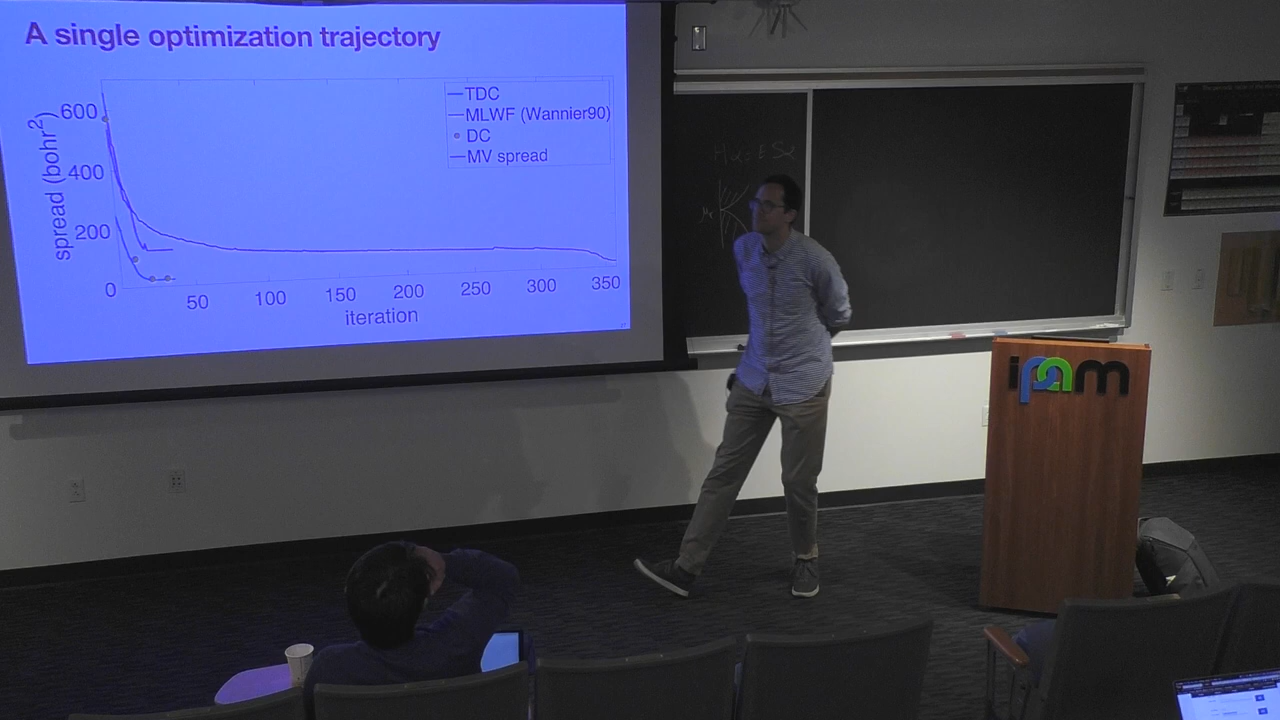 A single optimization trajectory
spread (bohr²)
600
400
200
0
50
100
150
200
250
300
350
iteration
TDC
MLWF (Wannier90)
DC
MV spread
ipam